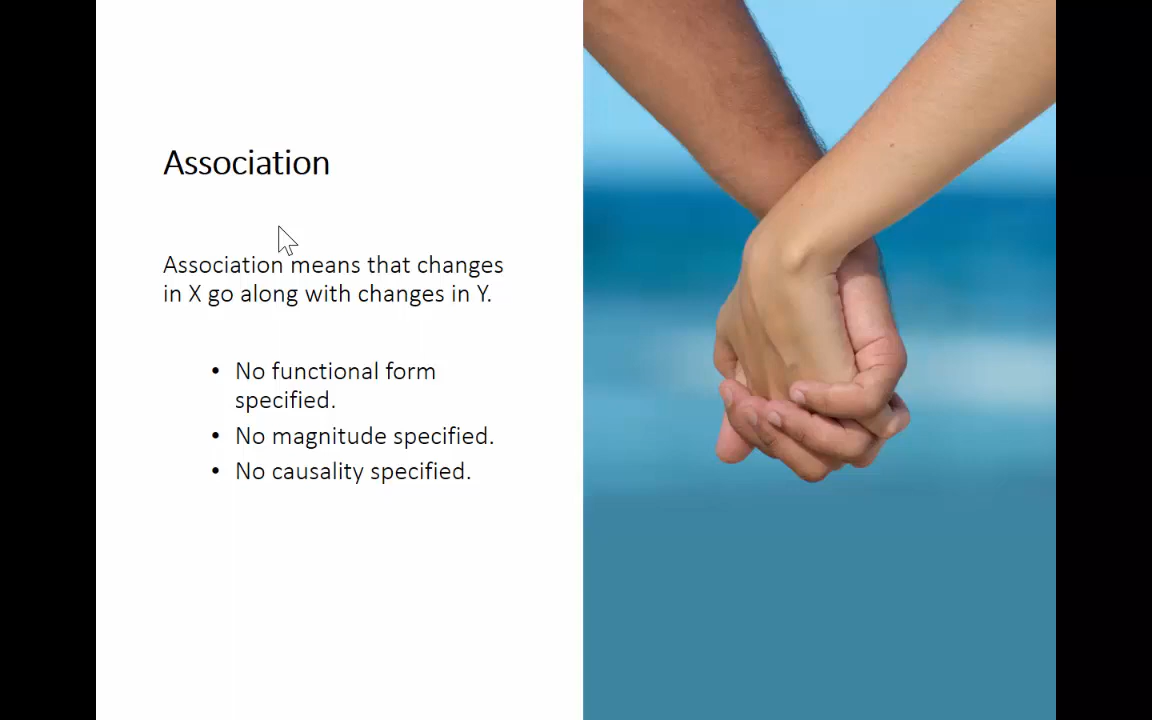 Association
Association means that changes
in X go along with changes in Y.
• No functional form
specified.
• No magnitude specified.
• No causality specified.